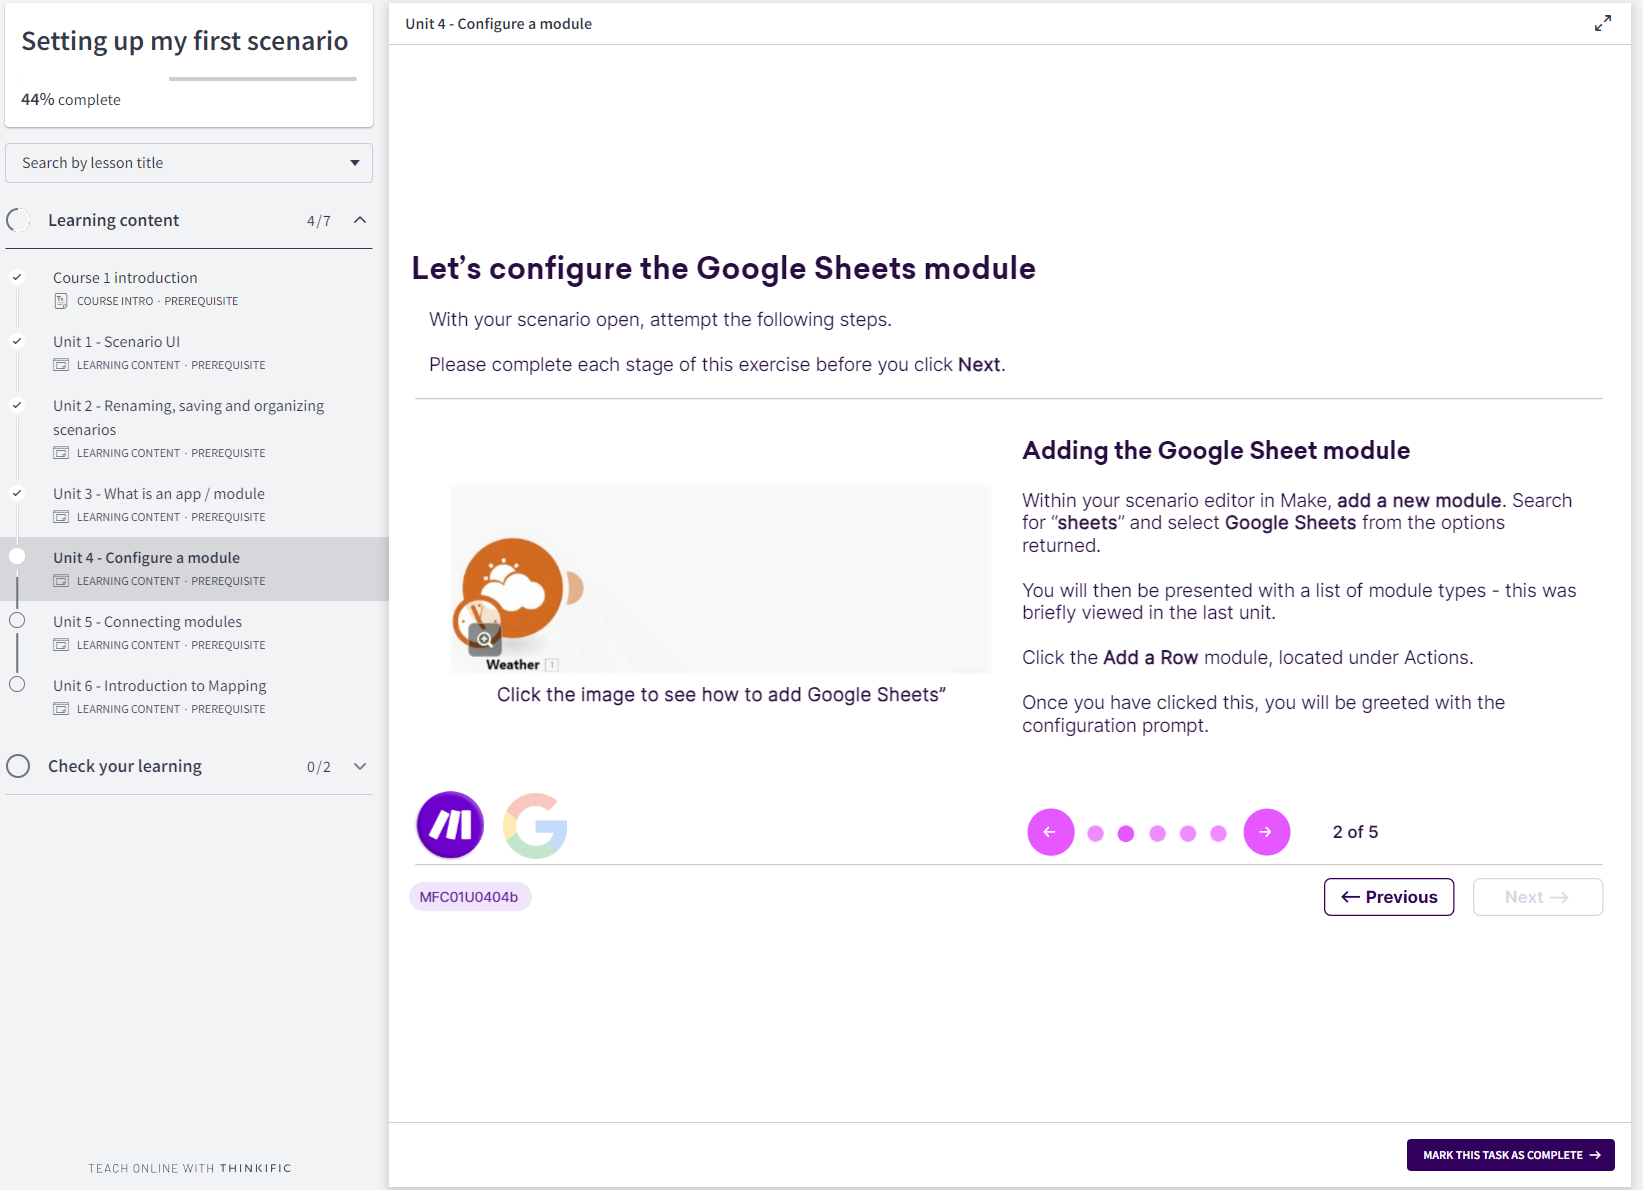 Setting up my first scenario
44% complete
Search by lesson title
Learning content
4/7
Course 1 introduction
COURSE INTRO · PREREQUISITE
Unit 1 - Scenario UI
LEARNING CONTENT · PREREQUISITE
Unit 2 - Renaming, saving and organizing
scenarios
LEARNING CONTENT · PREREQUISITE
Unit 3 - What is an app / module
LEARNING CONTENT · PREREQUISITE
Unit 4 - Configure a module
LEARNING CONTENT · PREREQUISITE
Unit 5 - Connecting modules
LEARNING CONTENT · PREREQUISITE
Unit 6 - Introduction to Mapping
LEARNING CONTENT · PREREQUISITE
Check your learning
0/2
TEACH ONLINE WITH THINKIFIC
Unit 4 - Configure a module
Let’s configure the Google Sheets module
With your scenario open, attempt the following steps.
Please complete each stage of this exercise before you click Next.
Weather 1
Click the image to see how to add Google Sheets”
Adding the Google Sheet module
Within your scenario editor in Make, add a new module. Search
for “sheets” and select Google Sheets from the options
returned.
You will then be presented with a list of module types - this was
briefly viewed in the last unit.
Click the Add a Row module, located under Actions.
Once you have clicked this, you will be greeted with the
configuration prompt.
2 of 5
MFC01U0404b
← Previous
Next →
MARK THIS TASK AS COMPLETE →